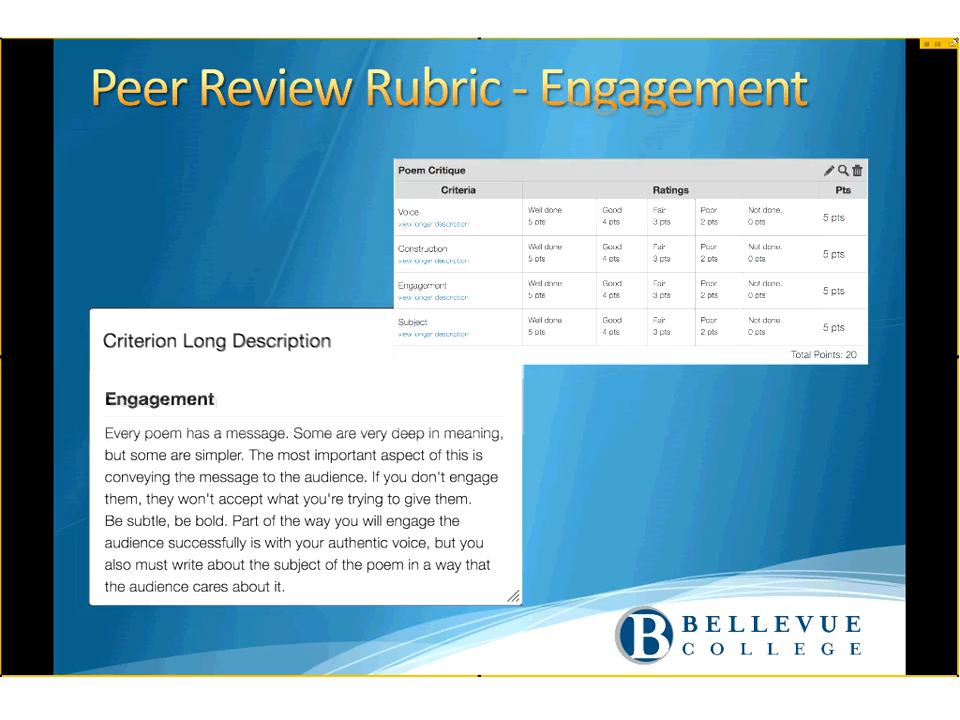 Peer Review Rubric - Engagement
Poem Critique
Criteria Ratings Pts
Voice
view longer description
Well done
5 pts
Good
4 pts
Fair
3 pts
Poor
2 pts
Not done.
0 pts
5 pts
Construction
view longer description
Well done
5 pts
Good
4 pts
Fair
3 pts
Poor
2 pts
Not done.
0 pts
5 pts
Engagement
view longer description
Well done
5 pts
Good
4 pts
Fair
3 pts
Poor
2 pts
Not done.
0 pts
5 pts
Subject
view longer description
Well done
5 pts
Good
4 pts
Fair
3 pts
Poor
2 pts
Not done.
0 pts
5 pts
Total Points: 20
Criterion Long Description
Engagement
Every poem has a message. Some are very deep in meaning,
but some are simpler. The most important aspect of this is
conveying the message to the audience. If you don't engage
them, they won't accept what you're trying to give them.
Be subtle, be bold. Part of the way you will engage the
audience successfully is with your authentic voice, but you
also must write about the subject of the poem in a way that
the audience cares about it.
B BELLEVUE
COLLEGE